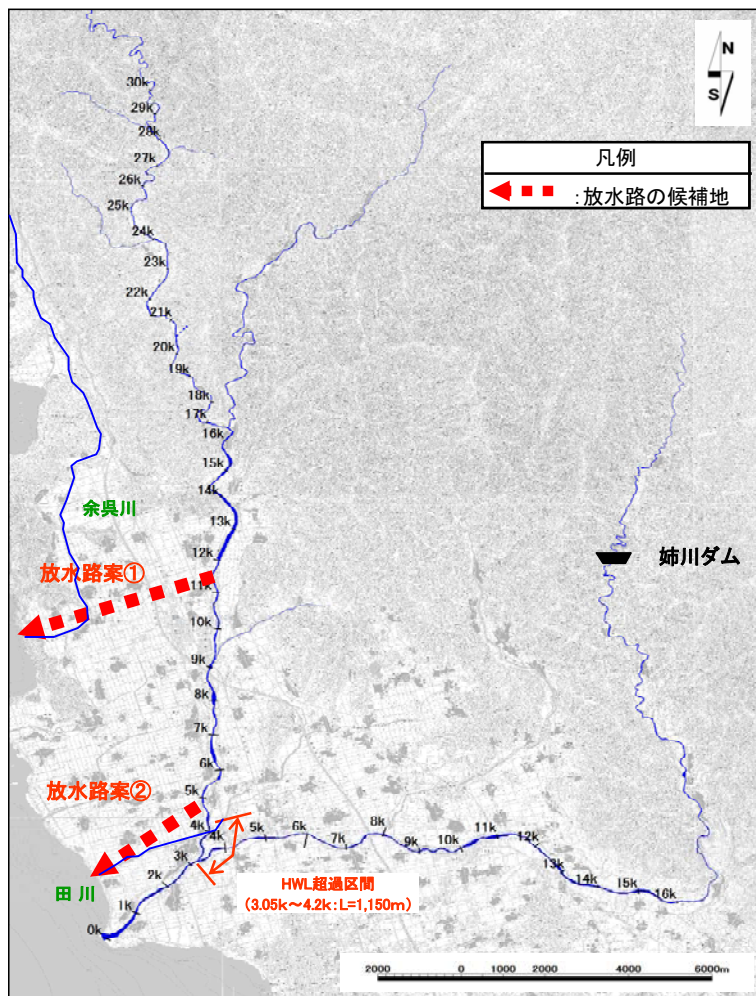 N
S
凡例
:放水路の候補地
30k
29k
28k
27k
26k
25k
24k
23k
22k
21k
20k
19k
18k
17k
16k
15k
14k
13k
12k
11k
10k
9k
8k
7k
6k
5k
4k
余呉川
放水路案①
姉川ダム
放水路案②
4k
5k
6k
7k
8k
9k
10k
11k
12k
13k
14k
15k
16k
3k
2k
1k
0k
田川
HWL超過区間
(3.05k~4.2k:L=1,150m)
2000 0 1000 2000 4000 6000m